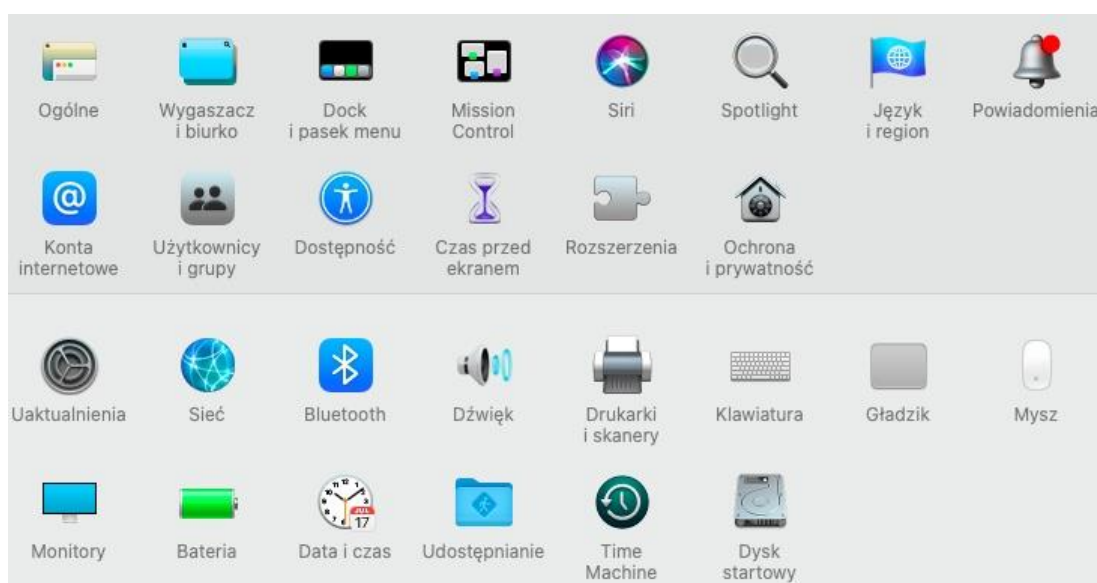 Ogólne
Wygaszacz
i biurko
Dock
i pasek menu
Mission
Control
Siri
Spotlight
Język
i region
Powiadomienia
Konta
internetowe
Użytkownicy
i grupy
Dostępność
Czas przed
ekranem
Rozszerzenia
Ochrona
i prywatność
Uaktualnienia
Sieć
Bluetooth
Dźwięk
Drukarki
i skanery
Klawiatura
Gładzik
Mysz
Monitory
Bateria
JUL
17
Data i czas
Udostępnianie
Time
Machine
Dysk
startowy